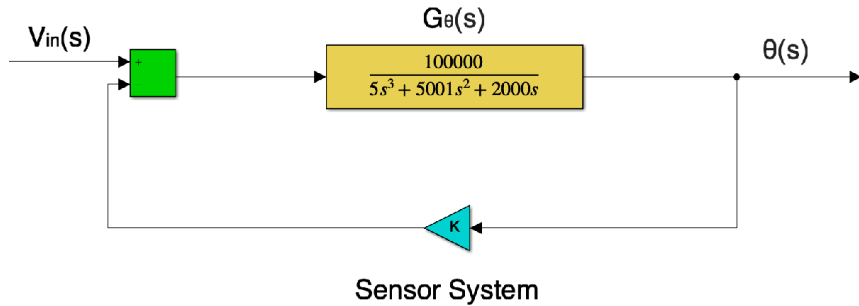 Gθ(s)
Vin(s)
+
100000
5s³ + 5001s² + 2000s
θ(s)
K
Sensor System